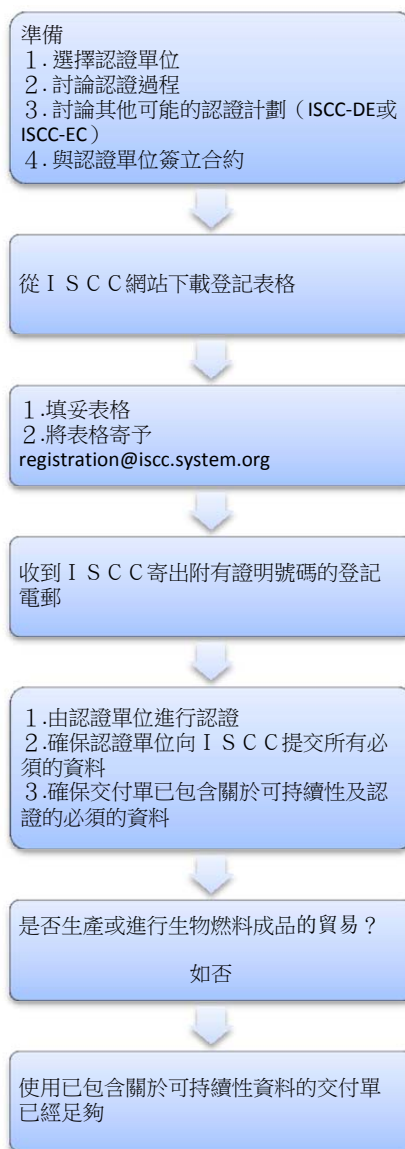 準備
１.選擇認證單位
２.討論認證過程
３.討論其他可能的認證計劃（ISCC-DE或
ISCC-EC）
４.與認證單位簽立合約
從ＩＳＣＣ網站下載登記表格
１.填妥表格
２.將表格寄予
registration@iscc.system.org
收到ＩＳＣＣ寄出附有證明號碼的登記
電郵
１.由認證單位進行認證
２.確保認證單位向ＩＳＣＣ提交所有必
須的資料
３.確保交付單已包含關於可持續性及認
證的必須的資料
是否生產或進行生物燃料成品的貿易？
如否
使用已包含關於可持續性資料的交付單
已經足夠